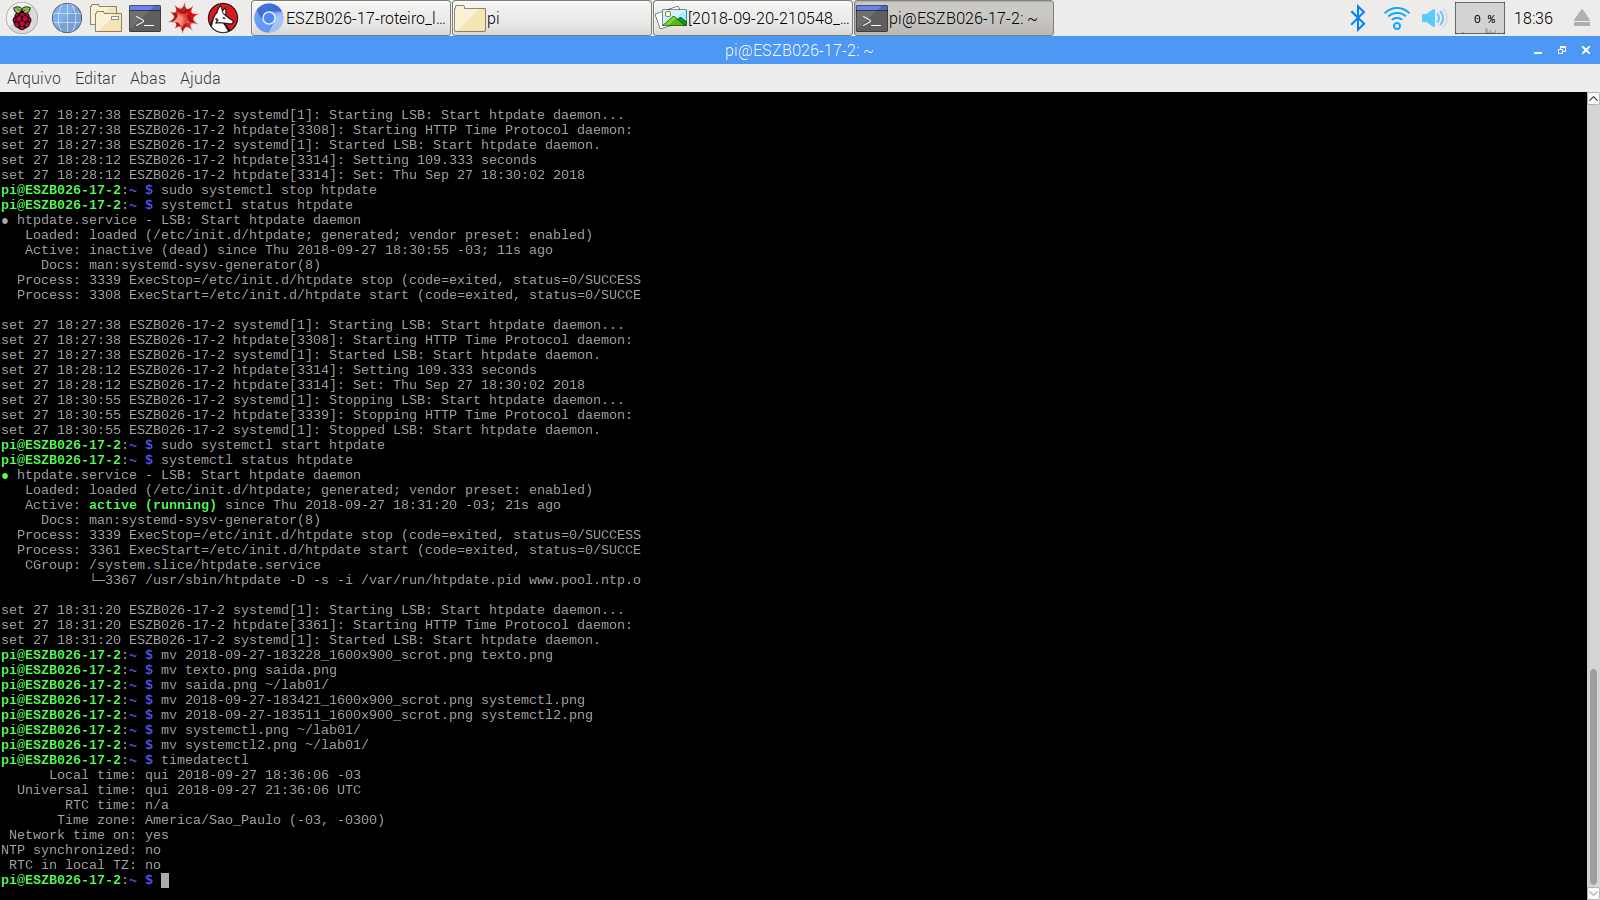 ESZB026-17-roteiro_l... pi [2018-09-20-210548_... pi@ESZB026-17-2: ~ 0 % 18:36
pi@ESZB026-17-2: ~
Arquivo Editar Abas Ajuda
set 27 18:27:38 ESZB026-17-2 systemd[1]: Starting LSB: Start htpdate daemon...
set 27 18:27:38 ESZB026-17-2 htpdate[3308]: Starting HTTP Time Protocol daemon:
set 27 18:27:38 ESZB026-17-2 systemd[1]: Started LSB: Start htpdate daemon.
set 27 18:28:12 ESZB026-17-2 htpdate[3314]: Setting 109.333 seconds
set 27 18:28:12 ESZB026-17-2 htpdate[3314]: Set: Thu Sep 27 18:30:02 2018
pi@ESZB026-17-2:~ $ sudo systemctl stop htpdate
pi@ESZB026-17-2:~ $ systemctl status htpdate
● htpdate.service - LSB: Start htpdate daemon
   Loaded: loaded (/etc/init.d/htpdate; generated; vendor preset: enabled)
   Active: inactive (dead) since Thu 2018-09-27 18:30:55 -03; 11s ago
     Docs: man:systemd-sysv-generator(8)
  Process: 3339 ExecStop=/etc/init.d/htpdate stop (code=exited, status=0/SUCCESS
  Process: 3308 ExecStart=/etc/init.d/htpdate start (code=exited, status=0/SUCCE
set 27 18:27:38 ESZB026-17-2 systemd[1]: Starting LSB: Start htpdate daemon...
set 27 18:27:38 ESZB026-17-2 htpdate[3308]: Starting HTTP Time Protocol daemon:
set 27 18:27:38 ESZB026-17-2 systemd[1]: Started LSB: Start htpdate daemon.
set 27 18:28:12 ESZB026-17-2 htpdate[3314]: Setting 109.333 seconds
set 27 18:28:12 ESZB026-17-2 htpdate[3314]: Set: Thu Sep 27 18:30:02 2018
set 27 18:30:55 ESZB026-17-2 systemd[1]: Stopping LSB: Start htpdate daemon...
set 27 18:30:55 ESZB026-17-2 htpdate[3339]: Stopping HTTP Time Protocol daemon:
set 27 18:30:55 ESZB026-17-2 systemd[1]: Stopped LSB: Start htpdate daemon.
pi@ESZB026-17-2:~ $ sudo systemctl start htpdate
pi@ESZB026-17-2:~ $ systemctl status htpdate
● htpdate.service - LSB: Start htpdate daemon
   Loaded: loaded (/etc/init.d/htpdate; generated; vendor preset: enabled)
   Active: active (running) since Thu 2018-09-27 18:31:20 -03; 21s ago
     Docs: man:systemd-sysv-generator(8)
  Process: 3339 ExecStop=/etc/init.d/htpdate stop (code=exited, status=0/SUCCESS
  Process: 3361 ExecStart=/etc/init.d/htpdate start (code=exited, status=0/SUCCE
   CGroup: /system.slice/htpdate.service
           └─3367 /usr/sbin/htpdate -D -s -i /var/run/htpdate.pid www.pool.ntp.o
set 27 18:31:20 ESZB026-17-2 systemd[1]: Starting LSB: Start htpdate daemon...
set 27 18:31:20 ESZB026-17-2 htpdate[3361]: Starting HTTP Time Protocol daemon:
set 27 18:31:20 ESZB026-17-2 systemd[1]: Started LSB: Start htpdate daemon.
pi@ESZB026-17-2:~ $ mv 2018-09-27-183228_1600x900_scrot.png texto.png
pi@ESZB026-17-2:~ $ mv texto.png saida.png
pi@ESZB026-17-2:~ $ mv saida.png ~/lab01/
pi@ESZB026-17-2:~ $ mv 2018-09-27-183421_1600x900_scrot.png systemctl.png
pi@ESZB026-17-2:~ $ mv 2018-09-27-183511_1600x900_scrot.png systemctl2.png
pi@ESZB026-17-2:~ $ mv systemctl.png ~/lab01/
pi@ESZB026-17-2:~ $ mv systemctl2.png ~/lab01/
pi@ESZB026-17-2:~ $ timedatectl
      Local time: qui 2018-09-27 18:36:06 -03
  Universal time: qui 2018-09-27 21:36:06 UTC
        RTC time: n/a
       Time zone: America/Sao_Paulo (-03, -0300)
 Network time on: yes
NTP synchronized: no
 RTC in local TZ: no
pi@ESZB026-17-2:~ $